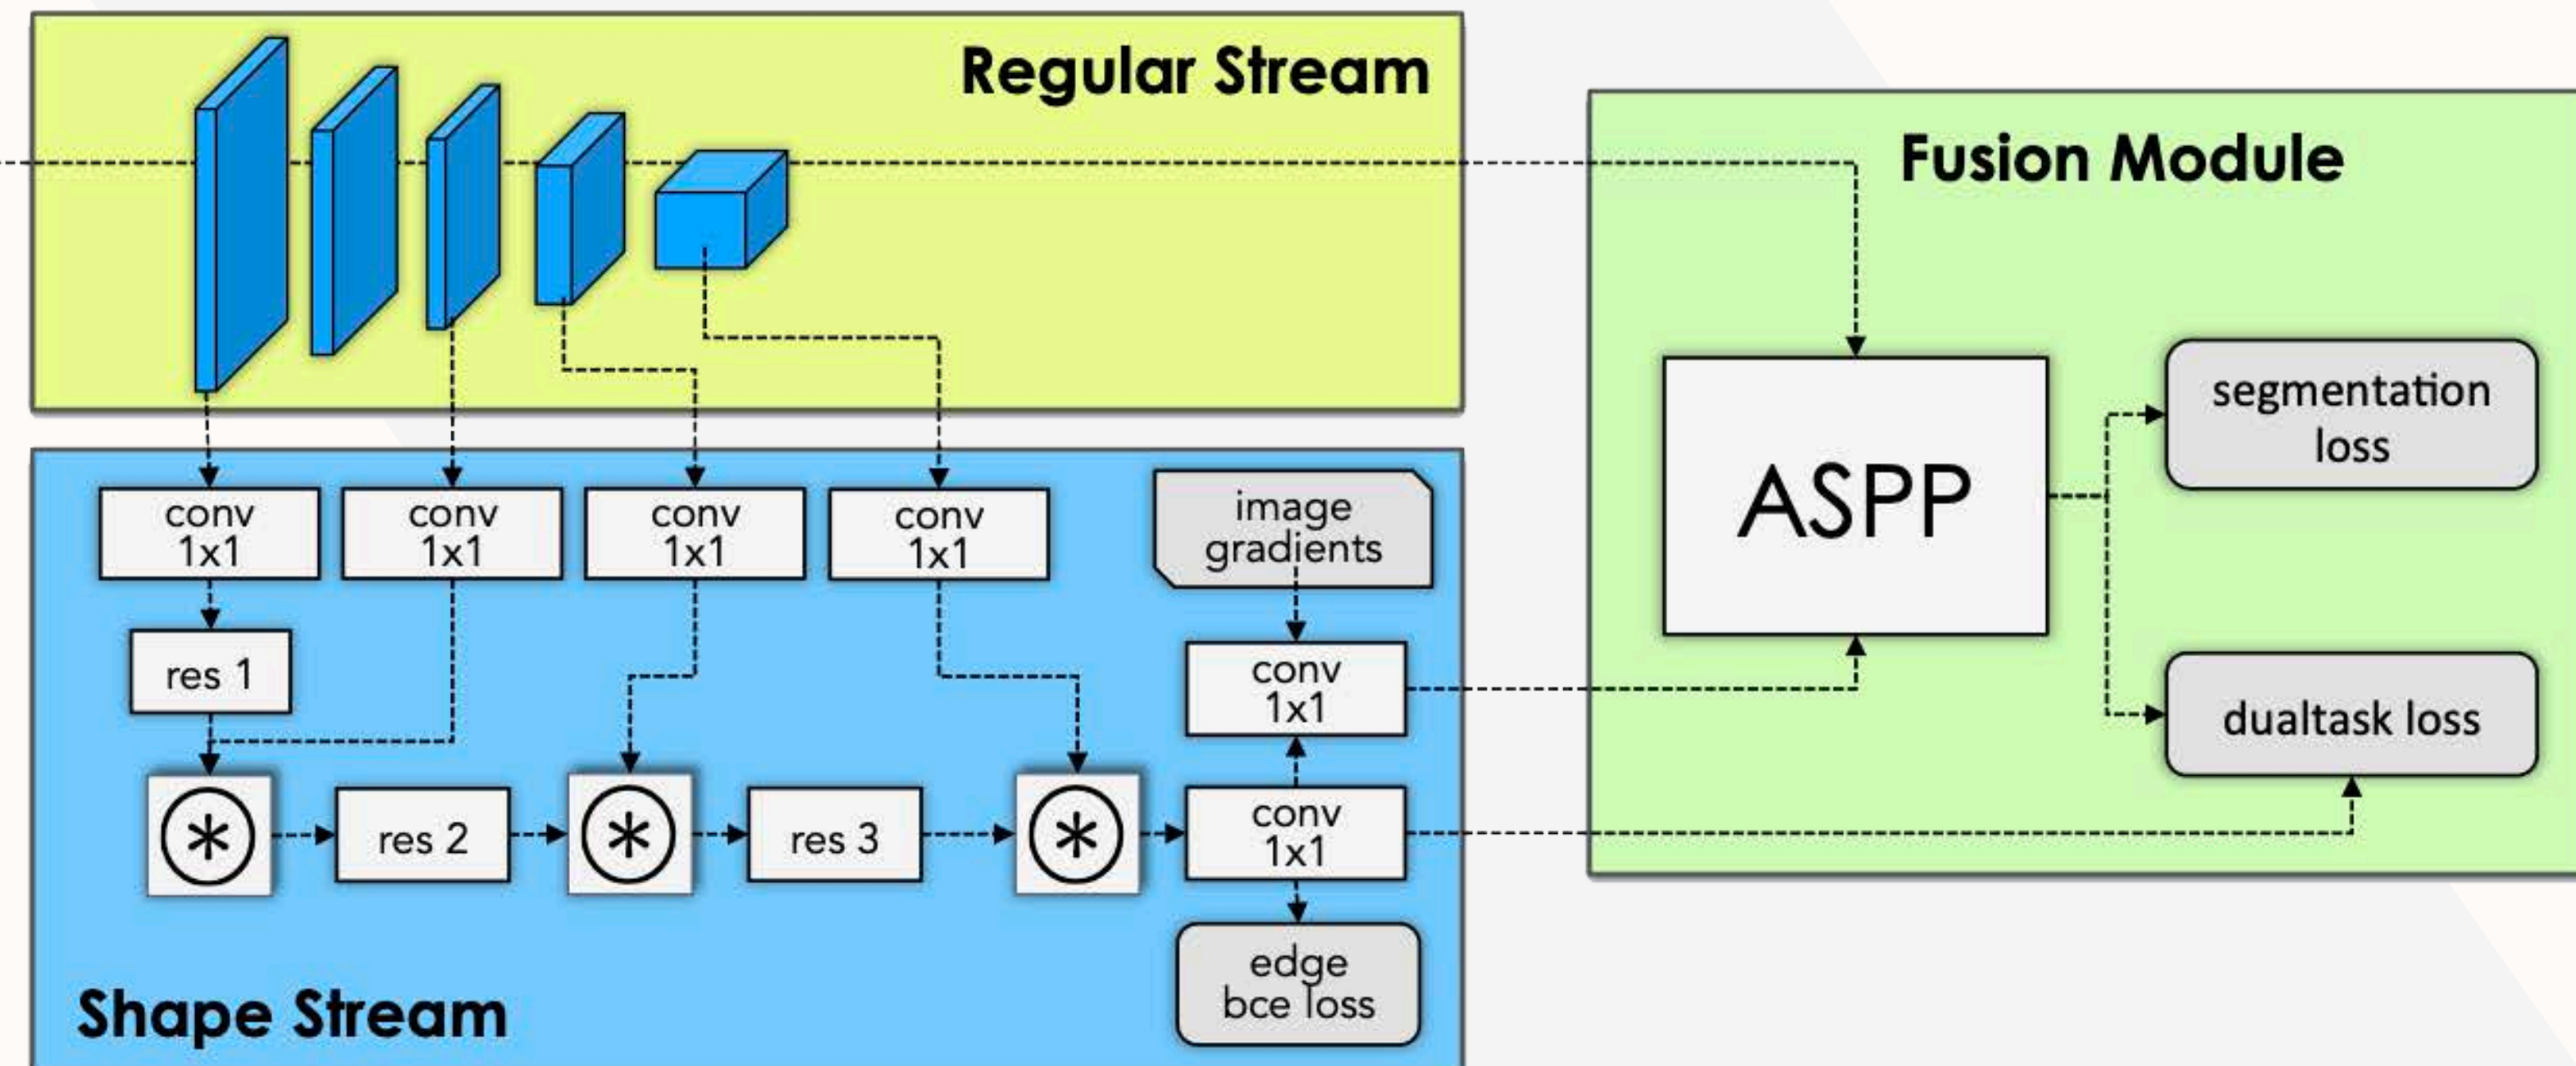 Regular Stream
Fusion Module
ASPP
segmentation
loss
dualtask loss
conv
1x1
conv
1x1
conv
1x1
conv
1x1
image
gradients
res 1
conv
1x1
*
res 2
*
res 3
*
conv
1x1
edge
bce loss
Shape Stream